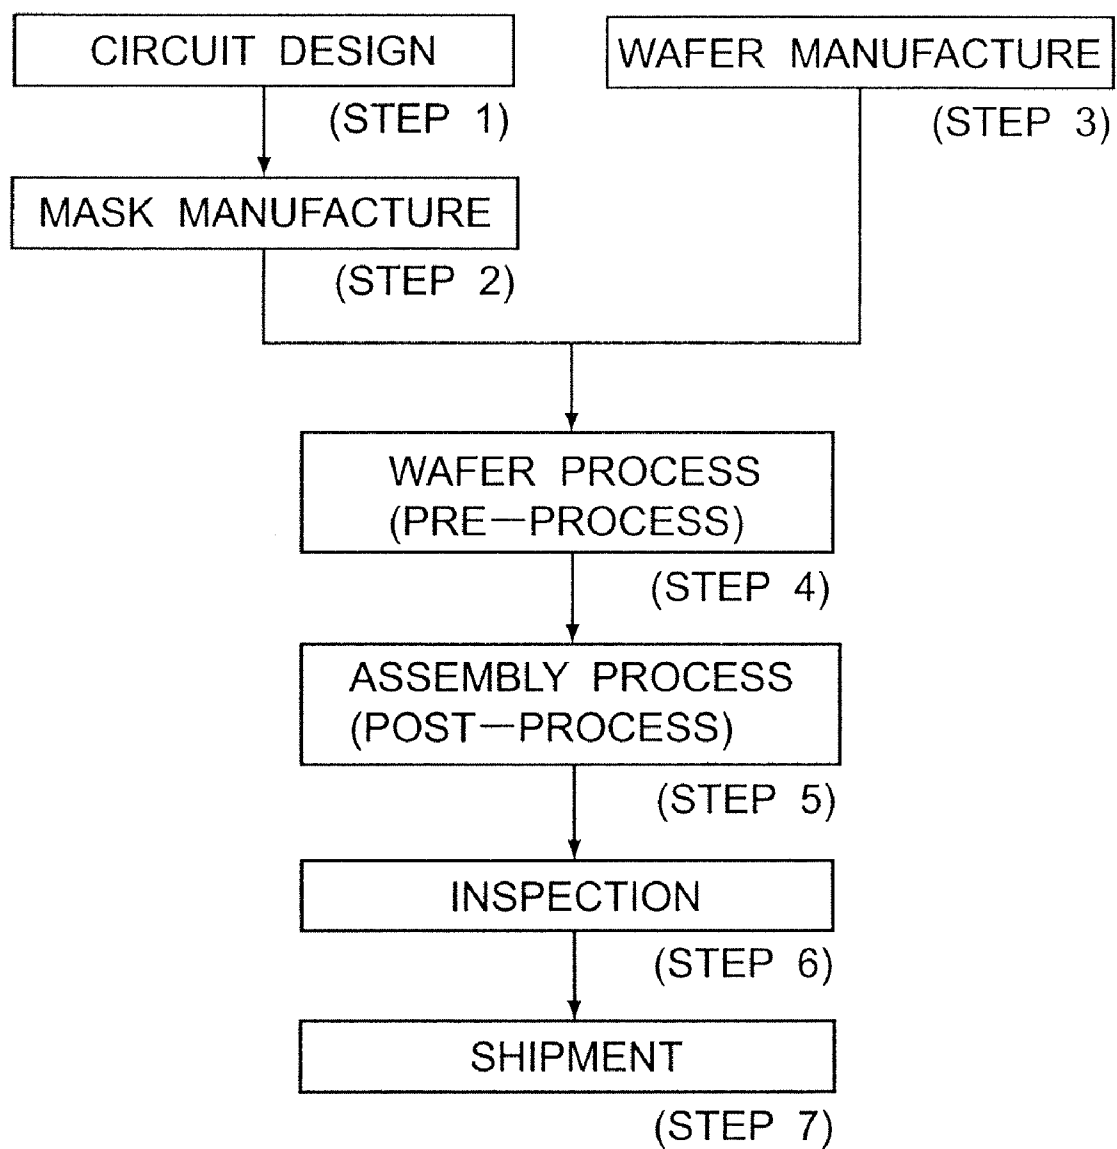 CIRCUIT DESIGN
(STEP 1)
MASK MANUFACTURE
(STEP 2)
WAFER MANUFACTURE
(STEP 3)
WAFER PROCESS
(PRE—PROCESS)
(STEP 4)
ASSEMBLY PROCESS
(POST—PROCESS)
(STEP 5)
INSPECTION
(STEP 6)
SHIPMENT
(STEP 7)